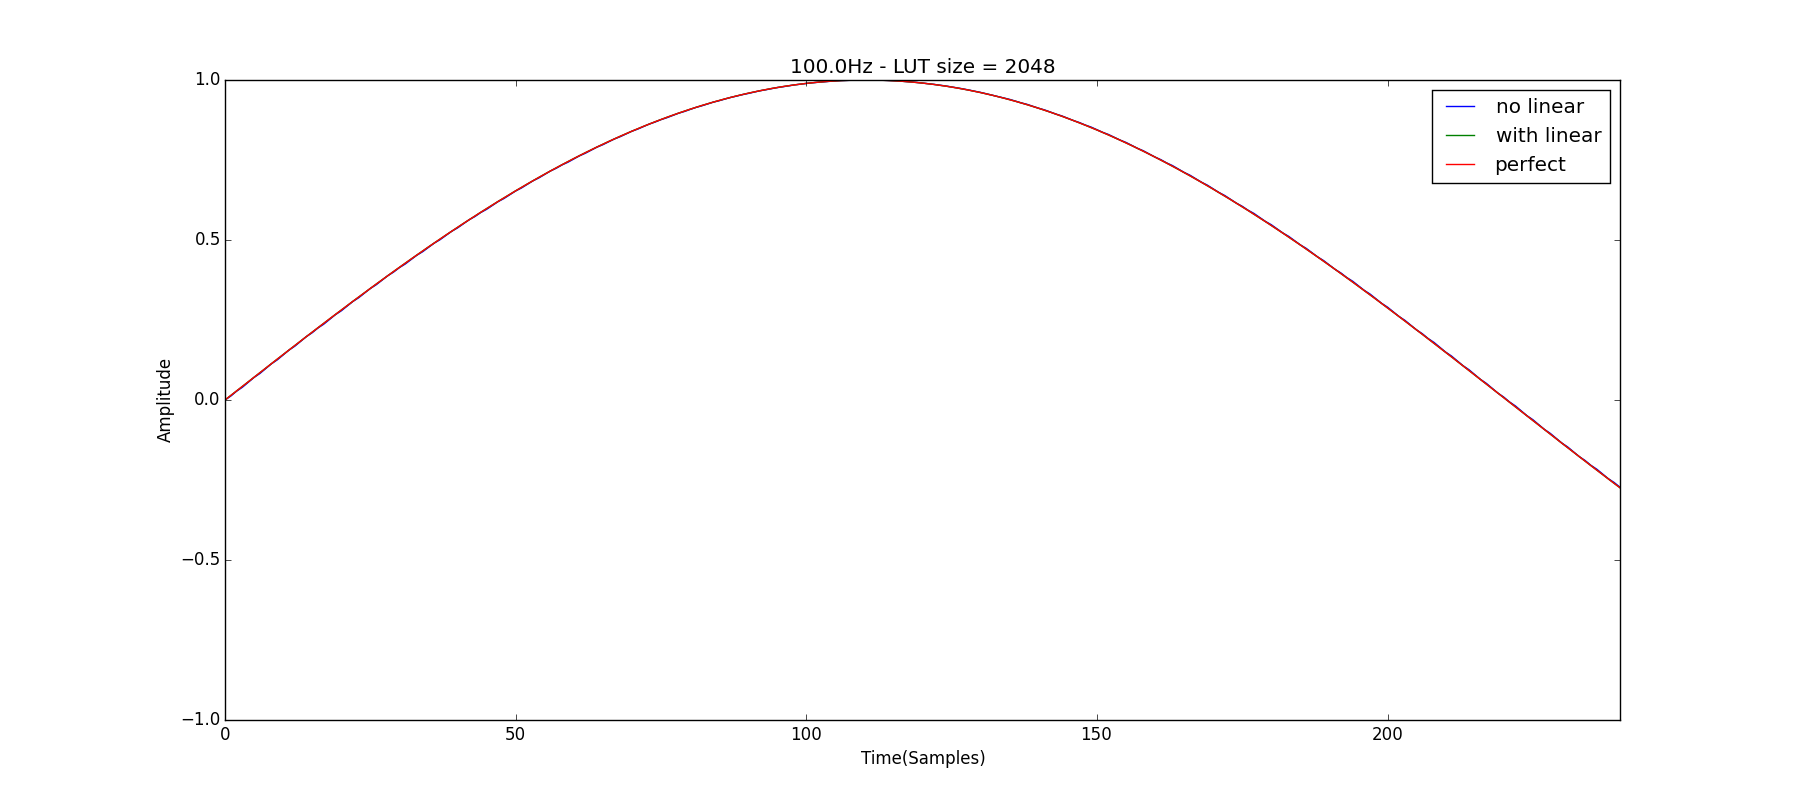 100.0Hz - LUT size = 2048
1.0
0.5
0.0
−0.5
−1.0
Amplitude
no linear
with linear
perfect
0
50
100
150
200
Time(Samples)